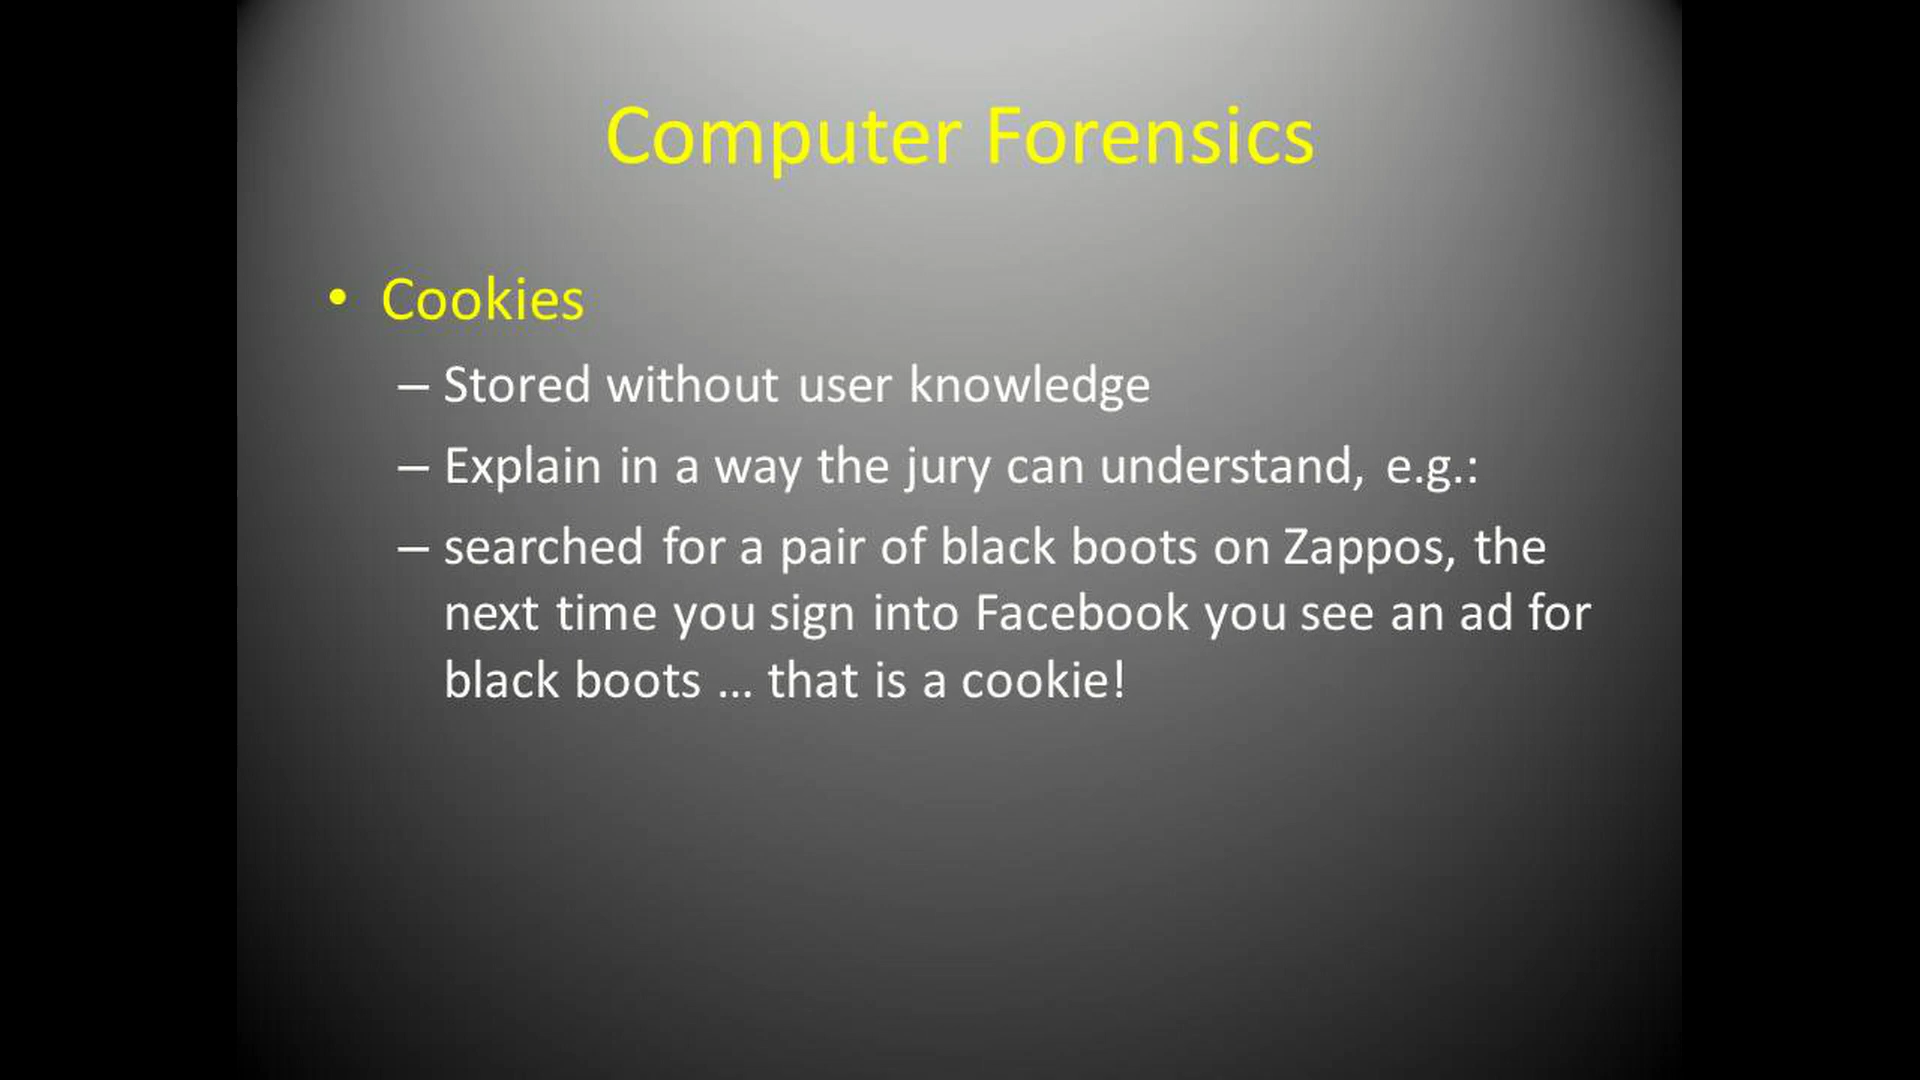 Computer Forensics
• Cookies
– Stored without user knowledge
– Explain in a way the jury can understand, e.g.:
– searched for a pair of black boots on Zappos, the
next time you sign into Facebook you see an ad for
black boots … that is a cookie!